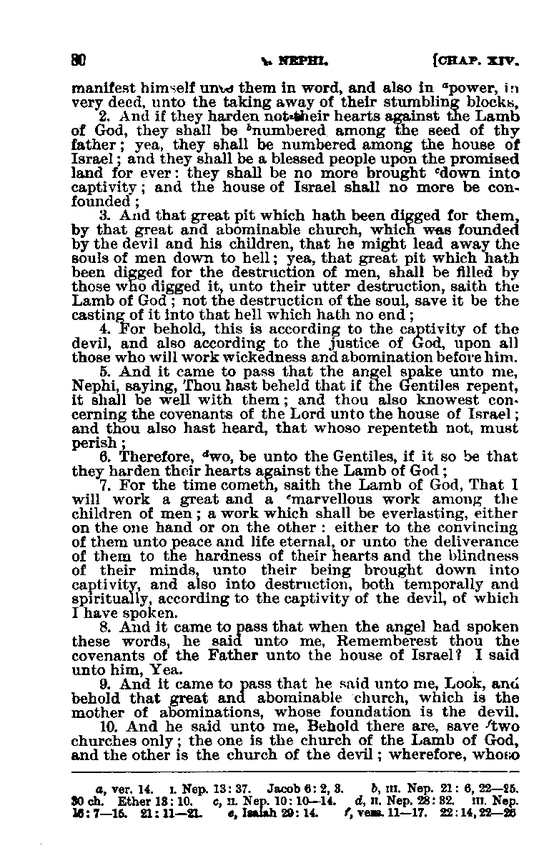 30 I. NEPHI. [CHAP. XIV.
manifest himself unto them in word, and also in ᵃpower, in
very deed, unto the taking away of their stumbling blocks,
2. And if they harden not their hearts against the Lamb
of God, they shall be ᵇnumbered among the seed of thy
father; yea, they shall be numbered among the house of
Israel; and they shall be a blessed people upon the promised
land for ever: they shall be no more brought ᶜdown into
captivity; and the house of Israel shall no more be con-
founded;
3. And that great pit which hath been digged for them,
by that great and abominable church, which was founded
by the devil and his children, that he might lead away the
souls of men down to hell; yea, that great pit which hath
been digged for the destruction of men, shall be filled by
those who digged it, unto their utter destruction, saith the
Lamb of God; not the destruction of the soul, save it be the
casting of it into that hell which hath no end;
4. For behold, this is according to the captivity of the
devil, and also according to the justice of God, upon all
those who will work wickedness and abomination before him.
5. And it came to pass that the angel spake unto me,
Nephi, saying, Thou hast beheld that if the Gentiles repent,
it shall be well with them; and thou also knowest con-
cerning the covenants of the Lord unto the house of Israel;
and thou also hast heard, that whoso repenteth not, must
perish;
6. Therefore, ᵈwo, be unto the Gentiles, if it so be that
they harden their hearts against the Lamb of God;
7. For the time cometh, saith the Lamb of God, That I
will work a great and a ᵉmarvellous work among the
children of men; a work which shall be everlasting, either
on the one hand or on the other: either to the convincing
of them unto peace and life eternal, or unto the deliverance
of them to the hardness of their hearts and the blindness
of their minds, unto their being brought down into
captivity, and also into destruction, both temporally and
spiritually, according to the captivity of the devil, of which
I have spoken.
8. And it came to pass that when the angel had spoken
these words, he said unto me, Rememberest thou the
covenants of the Father unto the house of Israel? I said
unto him, Yea.
9. And it came to pass that he said unto me, Look, and
behold that great and abominable church, which is the
mother of abominations, whose foundation is the devil.
10. And he said unto me, Behold there are, save ᶠtwo
churches only; the one is the church of the Lamb of God,
and the other is the church of the devil; wherefore, whoso
a, ver. 14. I. Nep. 13: 37. Jacob 6: 2, 3. b, III. Nep. 21: 6, 22—25.
30 ch. Ether 13: 10. c, II. Nep. 10: 10—14. d, II. Nep. 28: 32. III. Nep.
16: 7—15. 21: 11—21. e, Isaiah 29: 14. f, vers. 11—17. 22: 14, 22—26